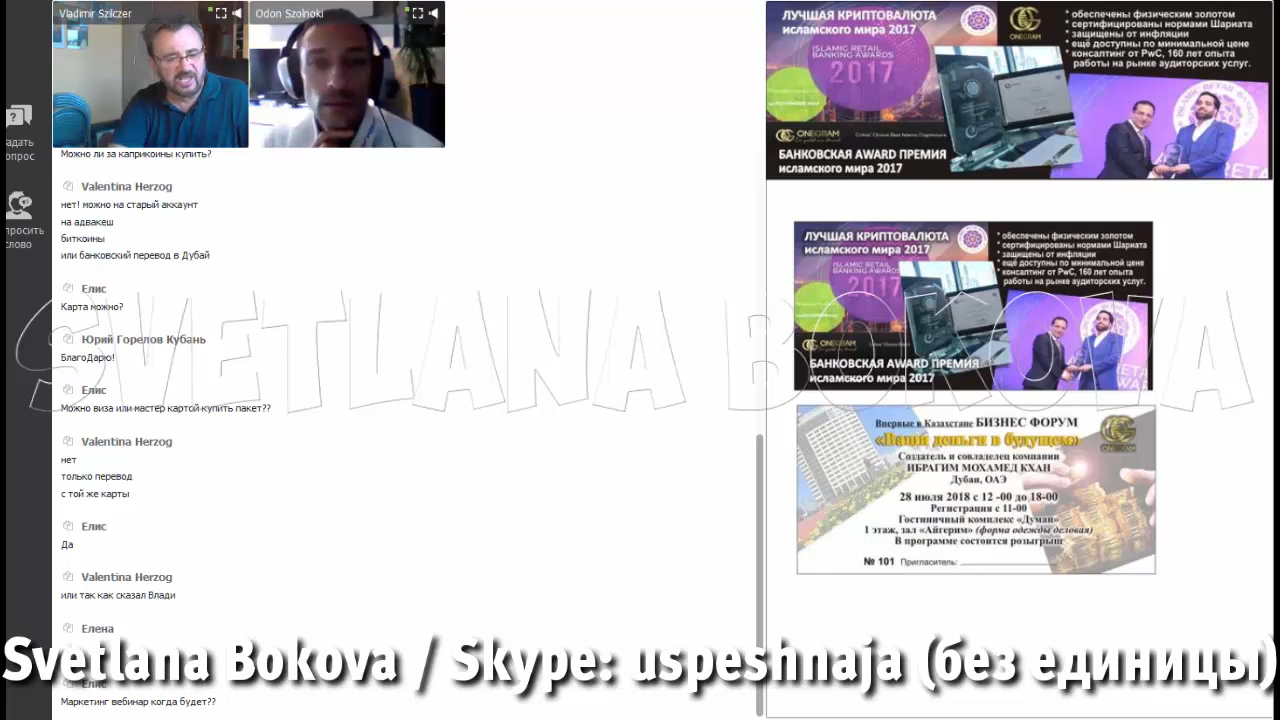 Vladimir Szilczer
Odon Szolnoki
Можно ли за каприкоины купить?
Valentina Herzog
нет! можно на старый аккаунт
на адвакеш
биткоины
или банковский перевод в Дубай
Елис
Карта можно?
Юрий Горелов Кубань
БлагоДарю!
Елис
Можно виза или мастер картой купить пакет??
Valentina Herzog
нет
только перевод
с той же карты
Елис
Да
Valentina Herzog
или так как сказал Влади
Елена
Елис
Маркетинг вебинар когда будет??
адать
опрос
просить
слово
ЛУЧШАЯ КРИПТОВАЛЮТА
исламского мира 2017
ISLAMIC RETAIL
BANKING AWARDS
2017
ONEGRAM
* обеспечены физическим золотом
* сертифицированы нормами Шариата
* защищены от инфляции
* ещё доступны по минимальной цене
* консалтинг от PwC, 160 лет опыта
работы на рынке аудиторских услуг.
ONEGRAM
БАНКОВСКАЯ AWARD ПРЕМИЯ
исламского мира 2017
ЛУЧШАЯ КРИПТОВАЛЮТА
исламского мира 2017
ISLAMIC RETAIL
BANKING AWARDS
2017
* обеспечены физическим золотом
* сертифицированы нормами Шариата
* защищены от инфляции
* ещё доступны по минимальной цене
* консалтинг от PwC, 160 лет опыта
работы на рынке аудиторских услуг.
ONEGRAM
БАНКОВСКАЯ AWARD ПРЕМИЯ
исламского мира 2017
Впервые в Казахстане БИЗНЕС ФОРУМ
«Ваши деньги в будущем»
Создатель и совладелец компании
ИБРАГИМ МОХАМЕД КХАН
Дубаи, ОАЭ
28 июля 2018 с 12 -00 до 18-00
Регистрация с 11-00
Гостиничный комплекс «Думан»
1 этаж, зал «Айгерим» (форма одежды деловая)
В программе состоится розыгрыш
№ 101 Пригласитель:
SVETLANA BOKOVA
Svetlana Bokova / Skype: uspeshnaja (без единицы)